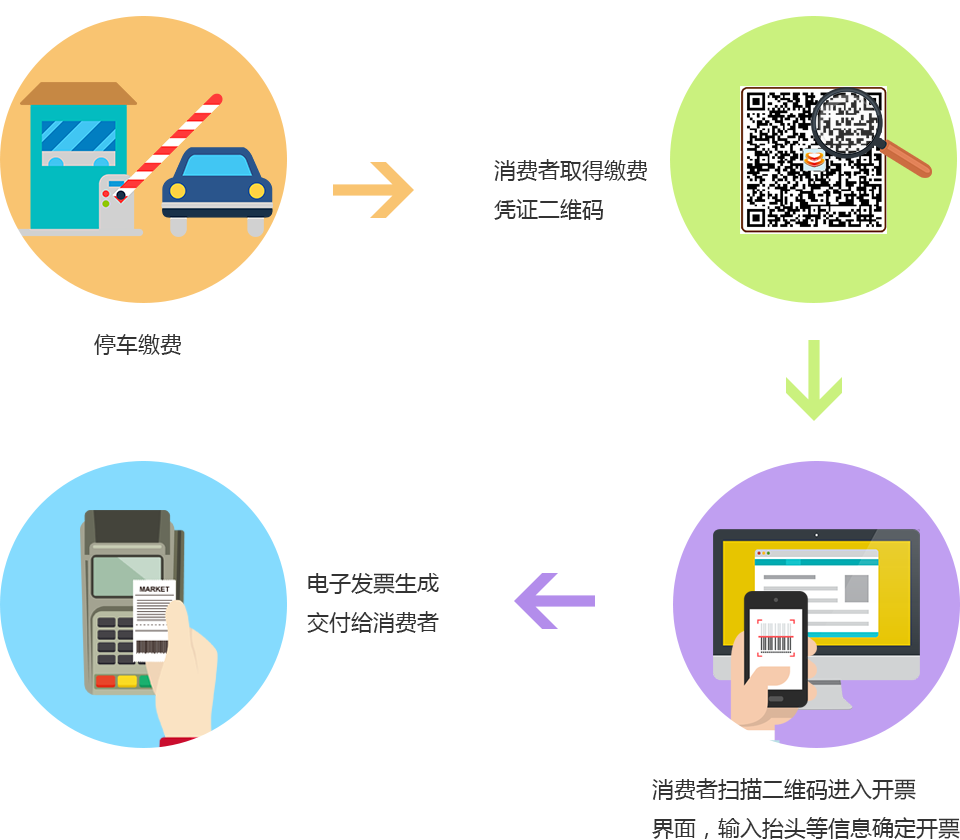 停车缴费
消费者取得缴费
凭证二维码
消费者扫描二维码进入开票
界面，输入抬头等信息确定开票
电子发票生成
交付给消费者
MARKET